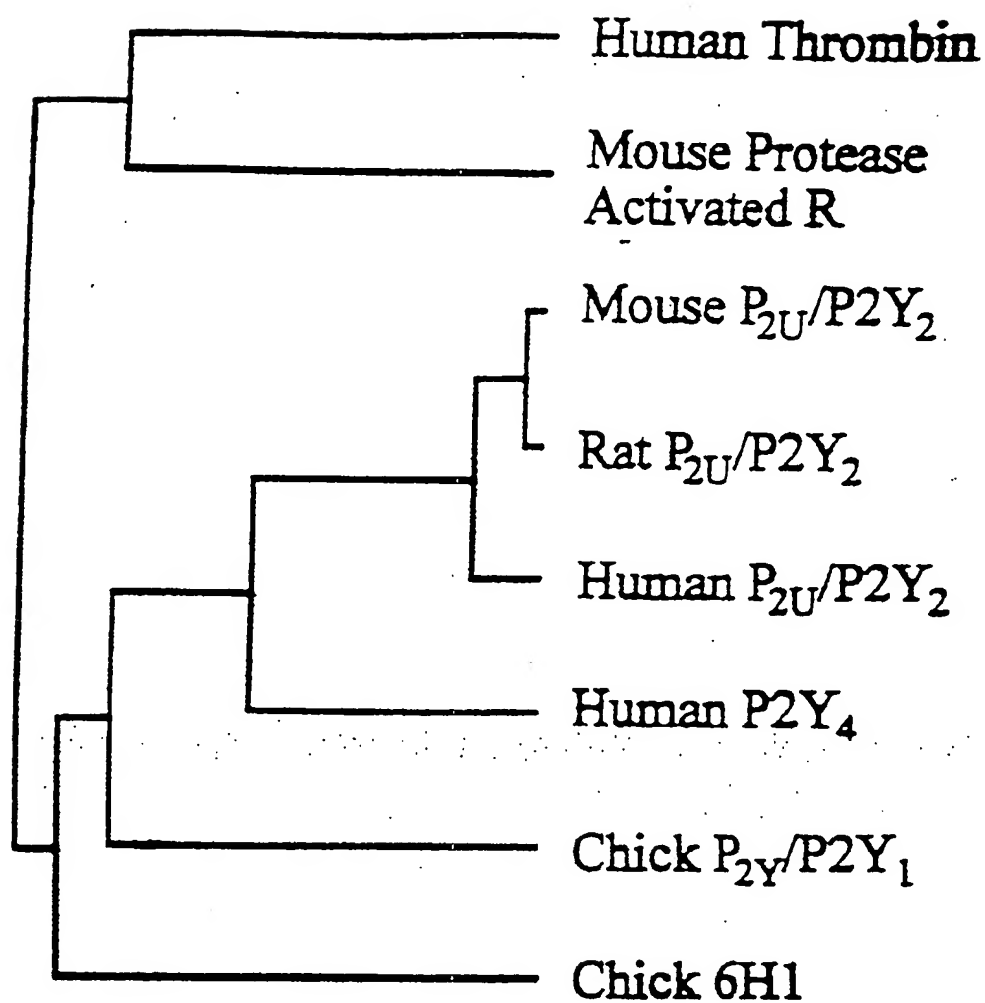 Human Thrombin
Mouse Protease
Activated R
Mouse P₂U/P2Y₂
Rat P₂U/P2Y₂
Human P₂U/P2Y₂
Human P2Y₄
Chick P₂Y/P2Y₁
Chick 6H1